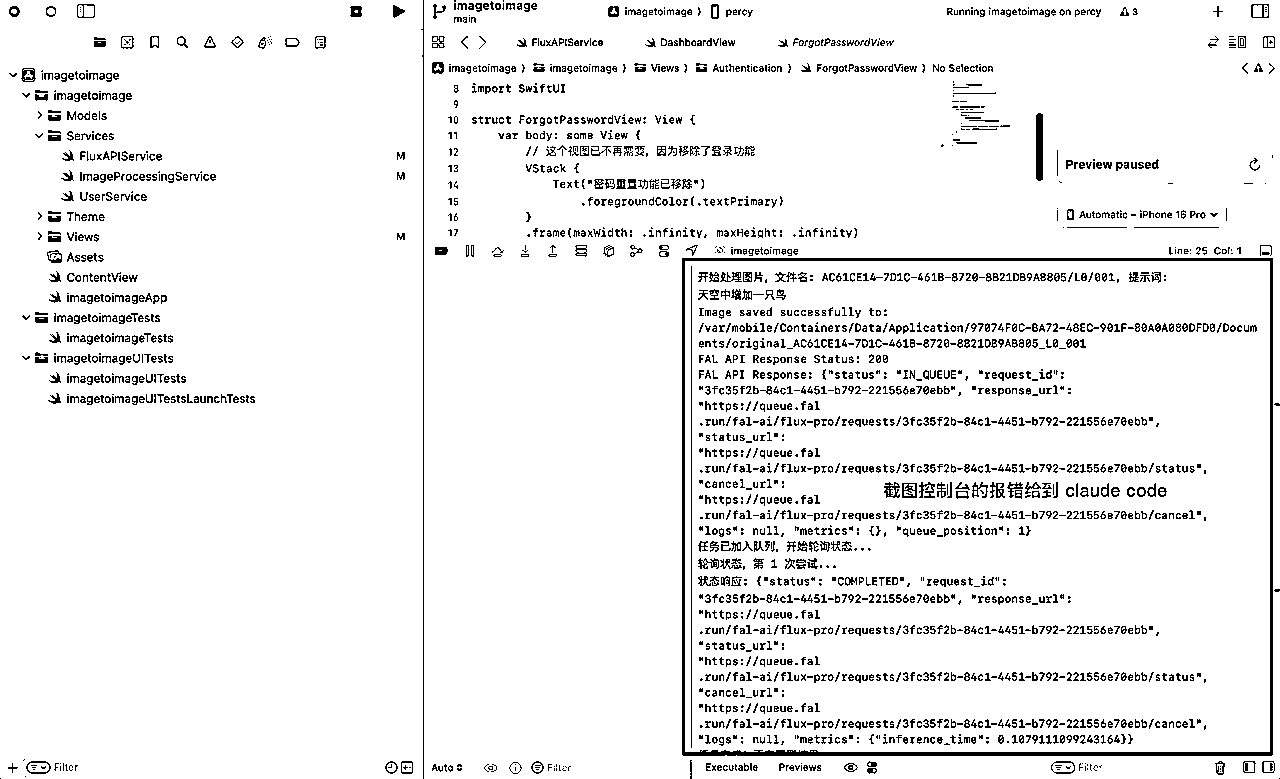 imagetoimage
main
imagetoimage 〉 percy
Running imagetoimage on percy
3
FluxAPIService
DashboardView
ForgotPasswordView
imagetoimage 〉 imagetoimage 〉 Views 〉 Authentication 〉 ForgotPasswordView 〉 No Selection
imagetoimage
imagetoimage
Models
Services
FluxAPIService M
ImageProcessingService M
UserService
Theme
Views M
Assets
ContentView
imagetoimageApp
imagetoimageTests
imagetoimageTests
imagetoimageUITests
imagetoimageUITests
imagetoimageUITestsLaunchTests
Filter
8 import SwiftUI
9
10 struct ForgotPasswordView: View {
11 var body: some View {
12 // 这个视图已不再需要，因为移除了登录功能
13 VStack {
14 Text("密码重置功能已移除")
15 .foregroundColor(.textPrimary)
16 }
17 .frame(maxWidth: .infinity, maxHeight: .infinity)
Preview paused
Automatic – iPhone 16 Pro
imagetoimage
Line: 25 Col: 1
开始处理图片，文件名: AC61CE14-7D1C-461B-8720-8B21DB9AB805/L0/001, 提示词:
天空中增加一只鸟
Image saved successfully to:
/var/mobile/Containers/Data/Application/97074F0C-BA72-48EC-901F-80A0A080DFD0/Docum
ents/original_AC61CE14-7D1C-461B-8720-8B21DB9AB805_L0_001
FAL API Response Status: 200
FAL API Response: {"status": "IN_QUEUE", "request_id":
"3fc35f2b-84c1-4451-b792-221556e70ebb", "response_url":
"https://queue.fal
.run/fal-ai/flux-pro/requests/3fc35f2b-84c1-4451-b792-221556e70ebb",
"status_url":
"https://queue.fal
.run/fal-ai/flux-pro/requests/3fc35f2b-84c1-4451-b792-221556e70ebb/status",
"cancel_url":
"https://queue.fal
.run/fal-ai/flux-pro/requests/3fc35f2b-84c1-4451-b792-221556e70ebb/cancel",
"logs": null, "metrics": {}, "queue_position": 1}
截图控制台的报错给到 claude code
任务已加入队列，开始轮询状态...
轮询状态，第 1 次尝试...
状态响应: {"status": "COMPLETED", "request_id":
"3fc35f2b-84c1-4451-b792-221556e70ebb", "response_url":
"https://queue.fal
.run/fal-ai/flux-pro/requests/3fc35f2b-84c1-4451-b792-221556e70ebb",
"status_url":
"https://queue.fal
.run/fal-ai/flux-pro/requests/3fc35f2b-84c1-4451-b792-221556e70ebb/status",
"cancel_url":
"https://queue.fal
.run/fal-ai/flux-pro/requests/3fc35f2b-84c1-4451-b792-221556e70ebb/cancel",
"logs": null, "metrics": {"inference_time": 0.1079111099243164}}
Auto
Filter
Executable
Previews
Filter